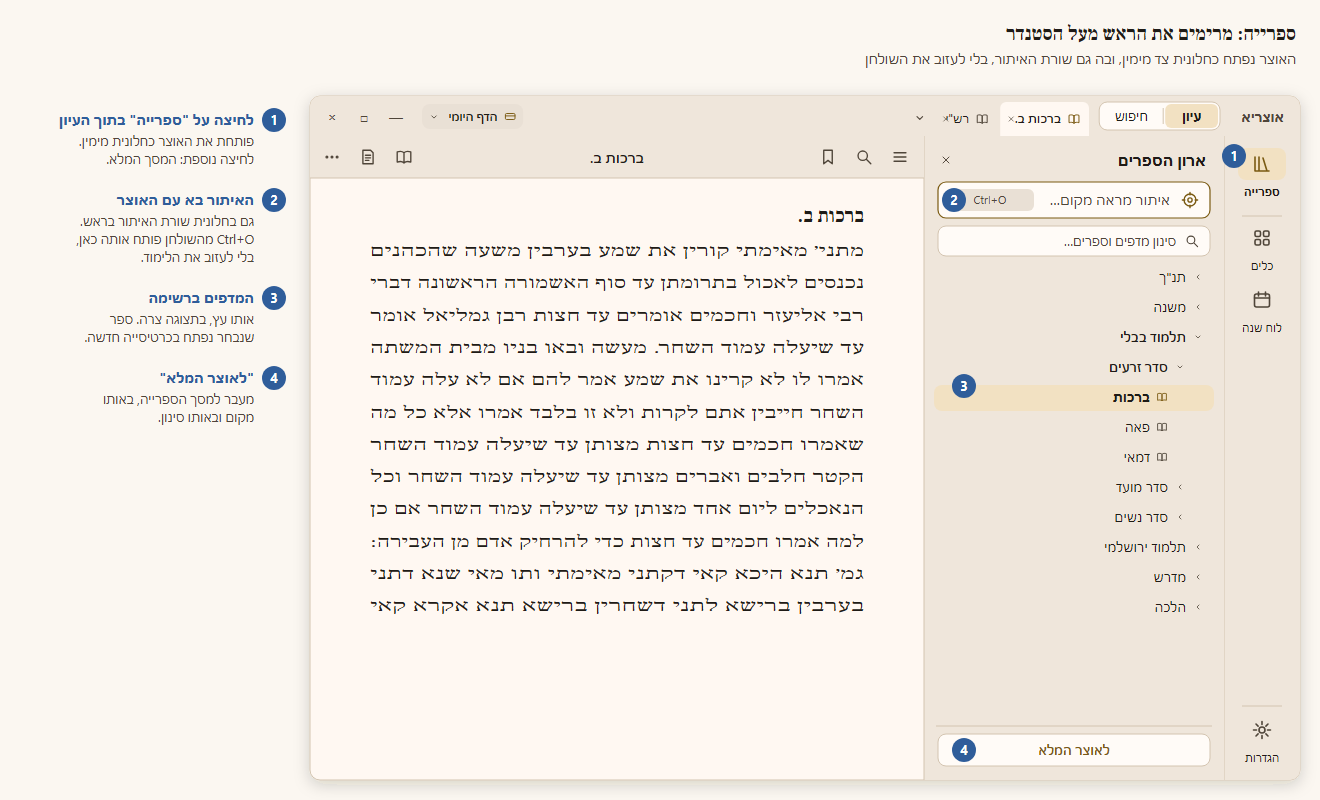 ספרייה: מרימים את הראש מעל הסטנדר
האוצר נפתח כחלונית צד מימין, ובה גם שורת האיתור, בלי לעזוב את השולחן
אוצריא
עיון
חיפוש
ברכות ב.
רש"י
הדף היומי
1
ספרייה
כלים
לוח שנה
הגדרות
ארון הספרים
איתור מראה מקום...
Ctrl+O
2
סינון מדפים וספרים...
תנ"ך
משנה
תלמוד בבלי
סדר זרעים
ברכות
3
פאה
דמאי
סדר מועד
סדר נשים
תלמוד ירושלמי
מדרש
הלכה
לאוצר המלא
4
ברכות ב.
ברכות ב.
מתני׳ מאימתי קורין את שמע בערבין משעה שהכהנים
נכנסים לאכול בתרומתן עד סוף האשמורה הראשונה דברי
רבי אליעזר וחכמים אומרים עד חצות רבן גמליאל אומר
עד שיעלה עמוד השחר. מעשה ובאו בניו מבית המשתה
אמרו לו לא קרינו את שמע אמר להם אם לא עלה עמוד
השחר חייבין אתם לקרות ולא זו בלבד אמרו אלא כל מה
שאמרו חכמים עד חצות מצותן עד שיעלה עמוד השחר
הקטר חלבים ואברים מצותן עד שיעלה עמוד השחר וכל
הנאכלים ליום אחד מצותן עד שיעלה עמוד השחר אם כן
למה אמרו חכמים עד חצות כדי להרחיק אדם מן העבירה:
גמ׳ תנא היכא קאי דקתני מאימתי ותו מאי שנא דתני
בערבין ברישא לתני דשחרין ברישא תנא אקרא קאי
1
לחיצה על "ספרייה" בתוך העיון
פותחת את האוצר כחלונית מימין.
לחיצה נוספת: המסך המלא.
2
האיתור בא עם האוצר
גם בחלונית שורת האיתור בראש.
Ctrl+O מהשולחן פותח אותה כאן,
בלי לעזוב את הלימוד.
3
המדפים ברשימה
אותו עץ, בתצוגה צרה. ספר
שנבחר נפתח בכרטיסייה חדשה.
4
"לאוצר המלא"
מעבר למסך הספרייה, באותו
מקום ובאותו סינון.